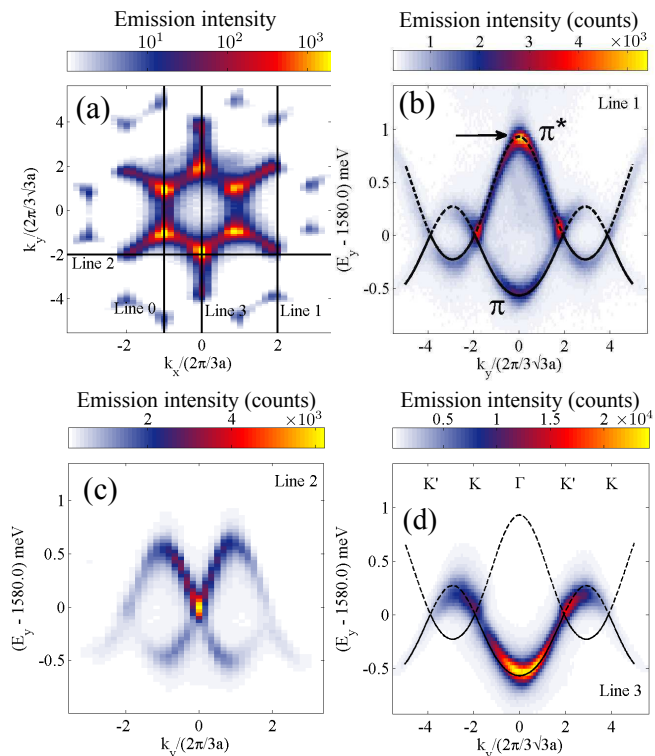 Emission intensity
10¹ 10² 10³
(a)
k_y/(2π/3√3a)
4
2
0
-2
-4
Line 2
Line 0
Line 3
Line 1
-2 0 2
k_x/(2π/3a)
Emission intensity (counts)
1 2 3 4 ×10³
(b)
Line 1
π*
π
(E_y - 1580.0) meV
1
0.5
0
-0.5
-4 -2 0 2 4
k_y/(2π/3√3a)
Emission intensity (counts)
2 4 ×10³
(c)
Line 2
(E_y - 1580.0) meV
1
0.5
0
-0.5
-2 0 2
k_x/(2π/3a)
Emission intensity (counts)
0.5 1 1.5 2 ×10⁴
K' K Γ K' K
(d)
(E_y - 1580.0) meV
1
0.5
0
-0.5
Line 3
-4 -2 0 2 4
k_y/(2π/3√3a)